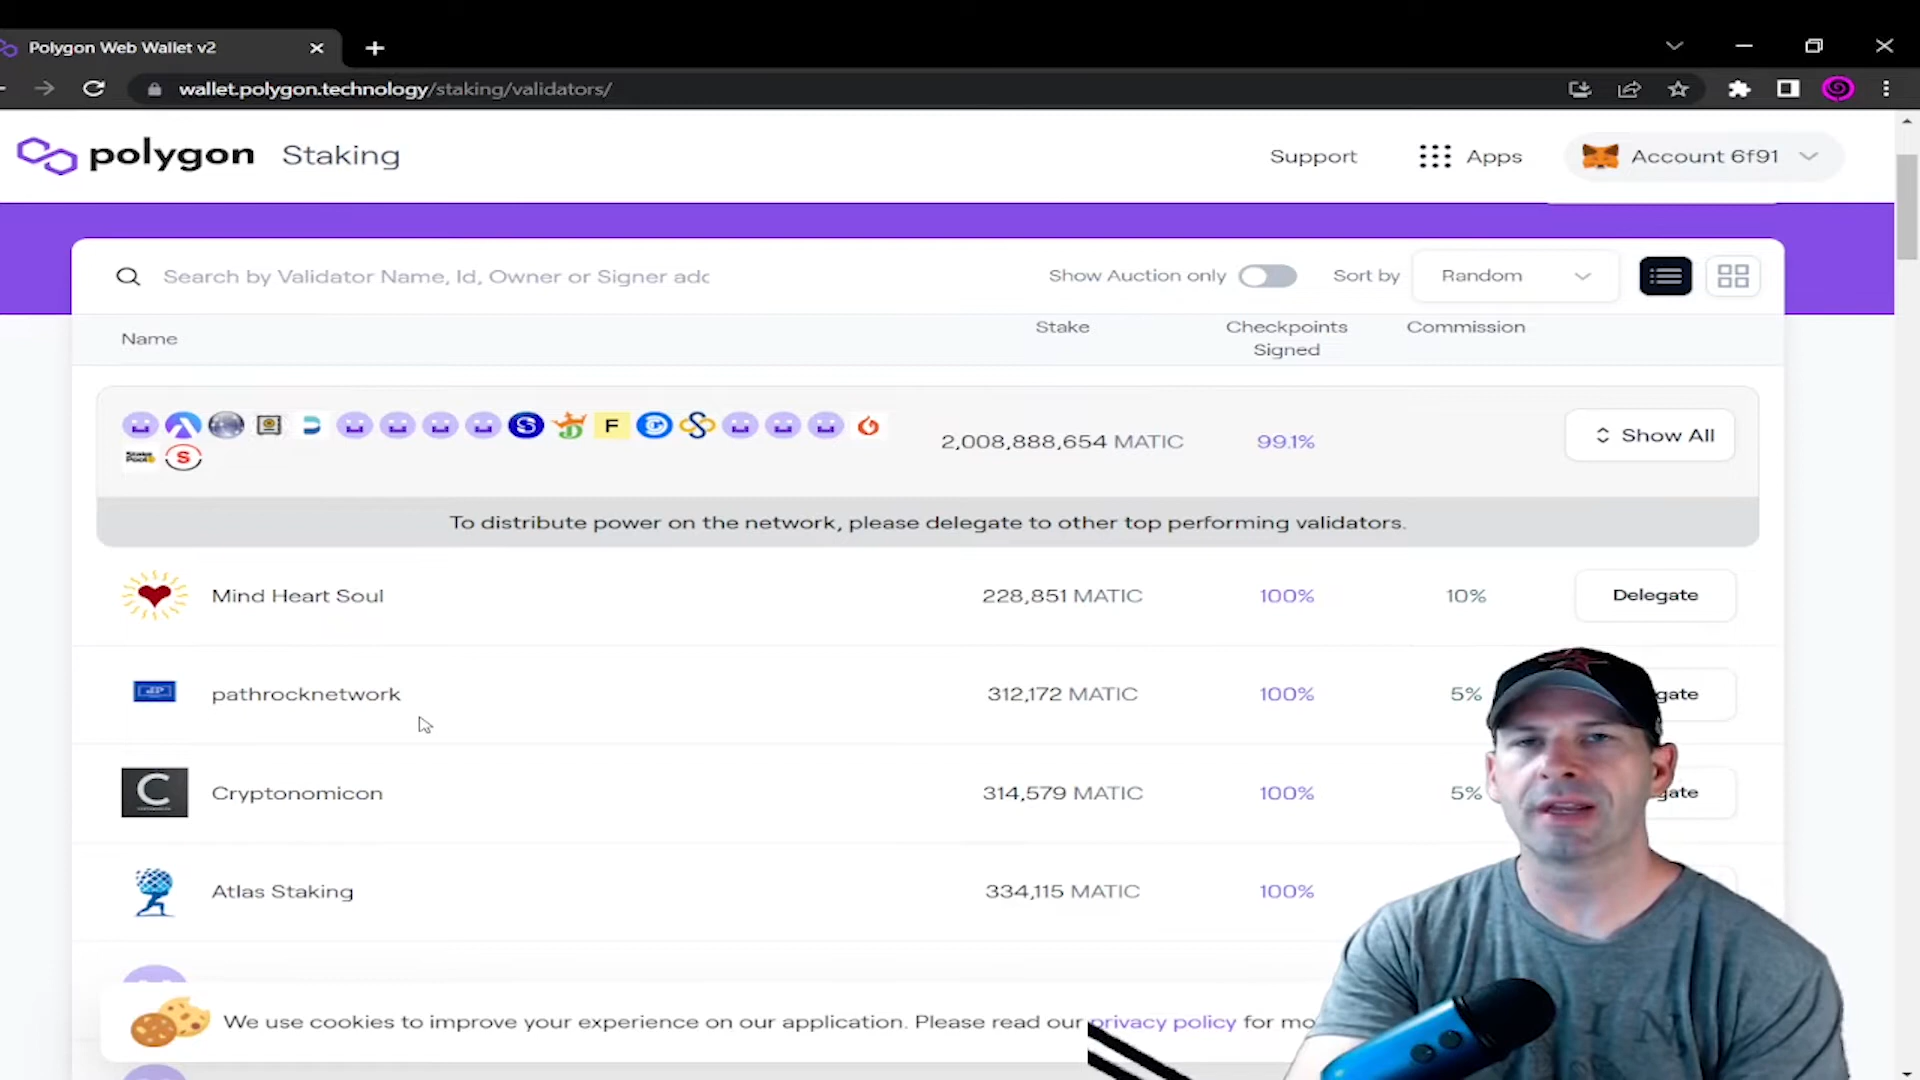 Polygon Web Wallet v2
wallet.polygon.technology/staking/validators/
polygon Staking Support Apps Account 6f91
Search by Validator Name, Id, Owner or Signer adc Show Auction only Sort by Random
Name Stake Checkpoints Signed Commission
F
2,008,888,654 MATIC 99.1% Show All
S
To distribute power on the network, please delegate to other top performing validators.
Mind Heart Soul 228,851 MATIC 100% 10% Delegate
pathrocknetwork 312,172 MATIC 100% 5% gate
C Cryptonomicon 314,579 MATIC 100% 5% gate
Atlas Staking 334,115 MATIC 100%
We use cookies to improve your experience on our application. Please read our privacy policy for mo